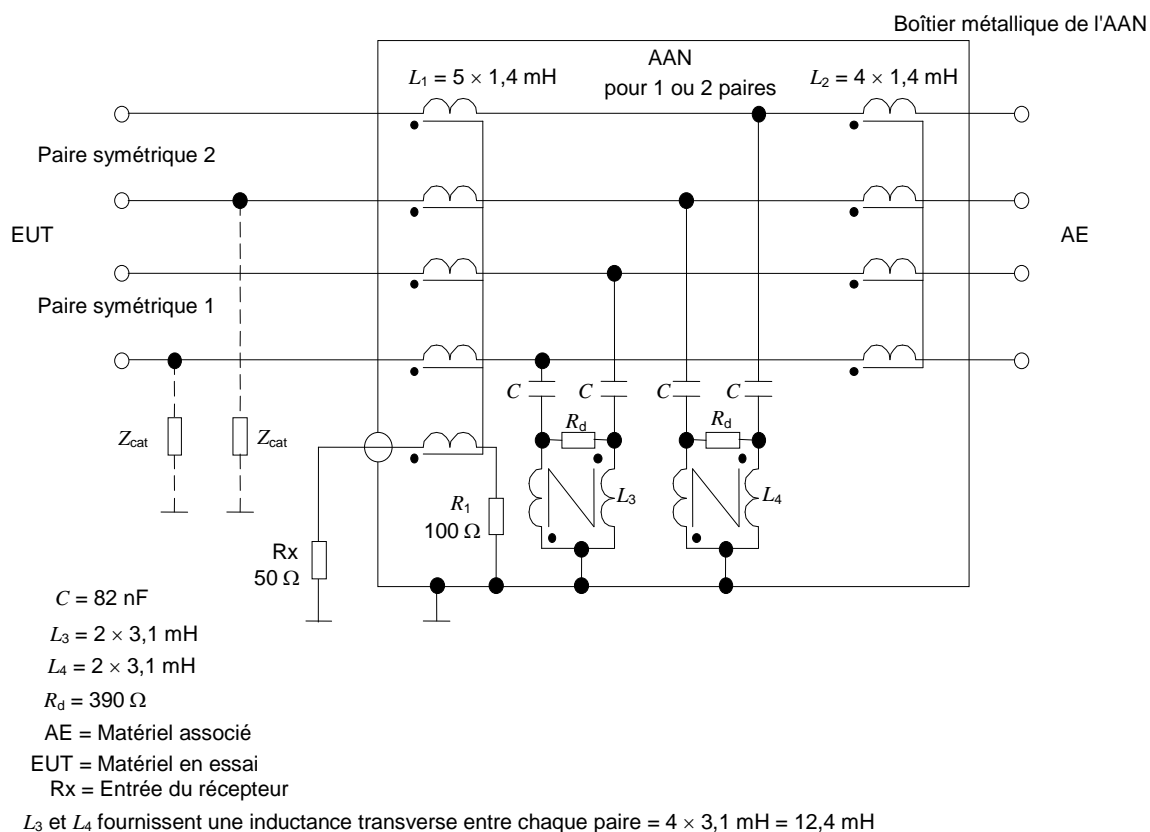 Boîtier métallique de l'AAN
AAN
pour 1 ou 2 paires
L1 = 5 × 1,4 mH
L2 = 4 × 1,4 mH
Paire symétrique 2
EUT
AE
Paire symétrique 1
C
C
C
C
Rd
Rd
Zcat
Zcat
L3
L4
R1
100 Ω
Rx
50 Ω
C = 82 nF
L3 = 2 × 3,1 mH
L4 = 2 × 3,1 mH
Rd = 390 Ω
AE = Matériel associé
EUT = Matériel en essai
Rx = Entrée du récepteur
L3 et L4 fournissent une inductance transverse entre chaque paire = 4 × 3,1 mH = 12,4 mH